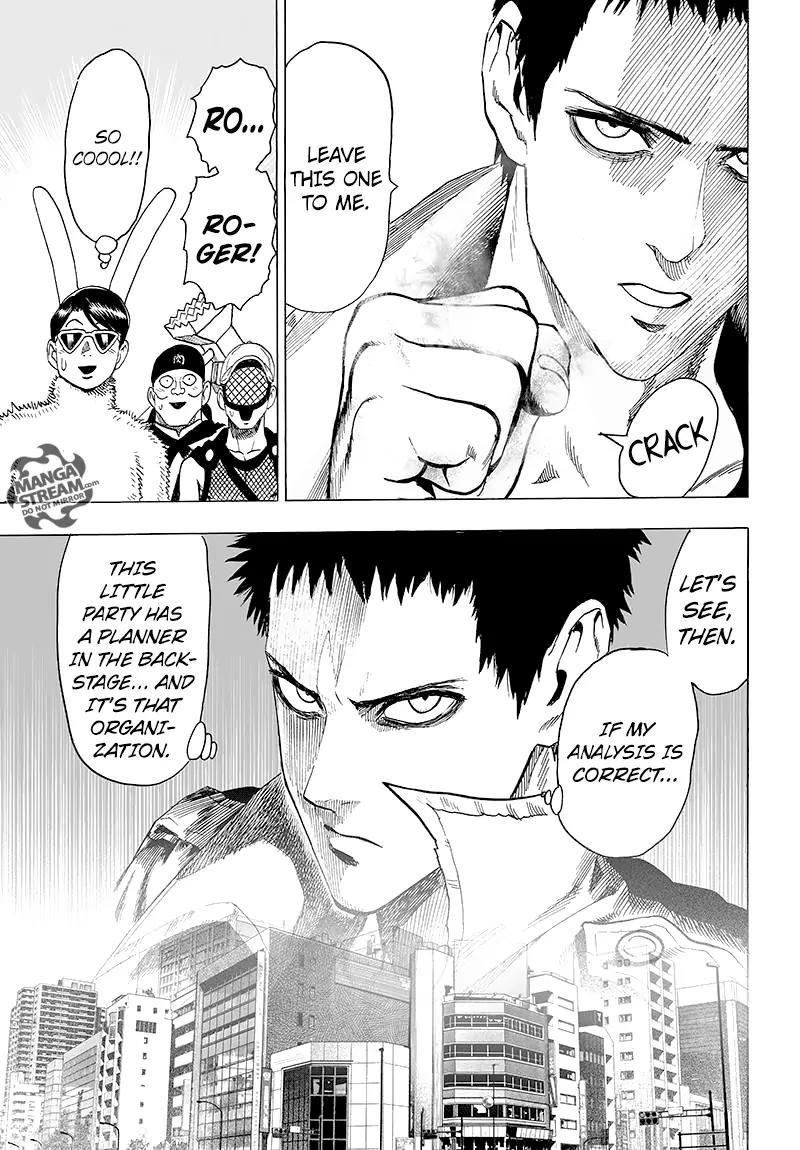 LEAVE
THIS ONE
TO ME.
CRACK
RO...
RO-
GER!
SO
COOOL!!
肉
MANGA
STREAM.com
DO NOT MIRROR!
LET'S
SEE,
THEN.
IF MY
ANALYSIS IS
CORRECT...
THIS
LITTLE
PARTY HAS
A PLANNER
IN THE BACK-
STAGE... AND
IT'S THAT
ORGANI-
ZATION.